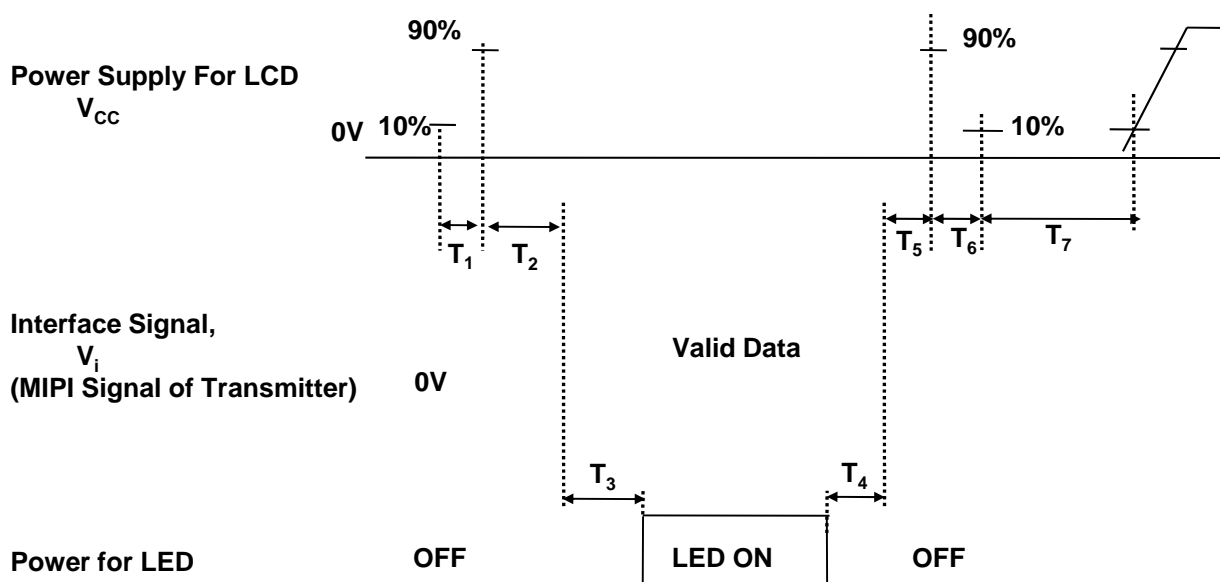 90%
90%
Power Supply For LCD
VCC
0V
10%
10%
T1
T2
T5
T6
T7
Interface Signal,
Vi
(MIPI Signal of Transmitter)
0V
Valid Data
T3
T4
Power for LED
OFF
LED ON
OFF